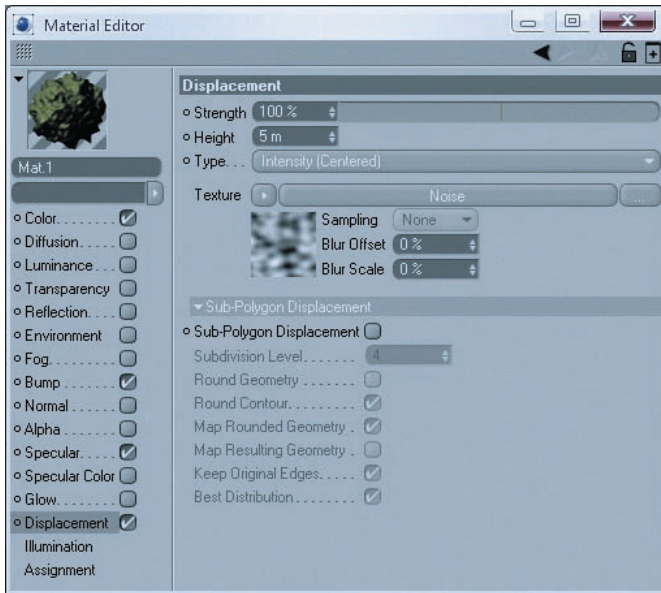 Material Editor
Mat.1
Color
Diffusion
Luminance
Transparency
Reflection
Environment
Fog
Bump
Normal
Alpha
Specular
Specular Color
Glow
Displacement
Illumination
Assignment
Displacement
Strength 100 %
Height 5 m
Type Intensity (Centered)
Texture Noise ...
Sampling None
Blur Offset 0 %
Blur Scale 0 %
Sub-Polygon Displacement
Sub-Polygon Displacement
Subdivision Level 4
Round Geometry
Round Contour
Map Rounded Geometry
Map Resulting Geometry
Keep Original Edges
Best Distribution